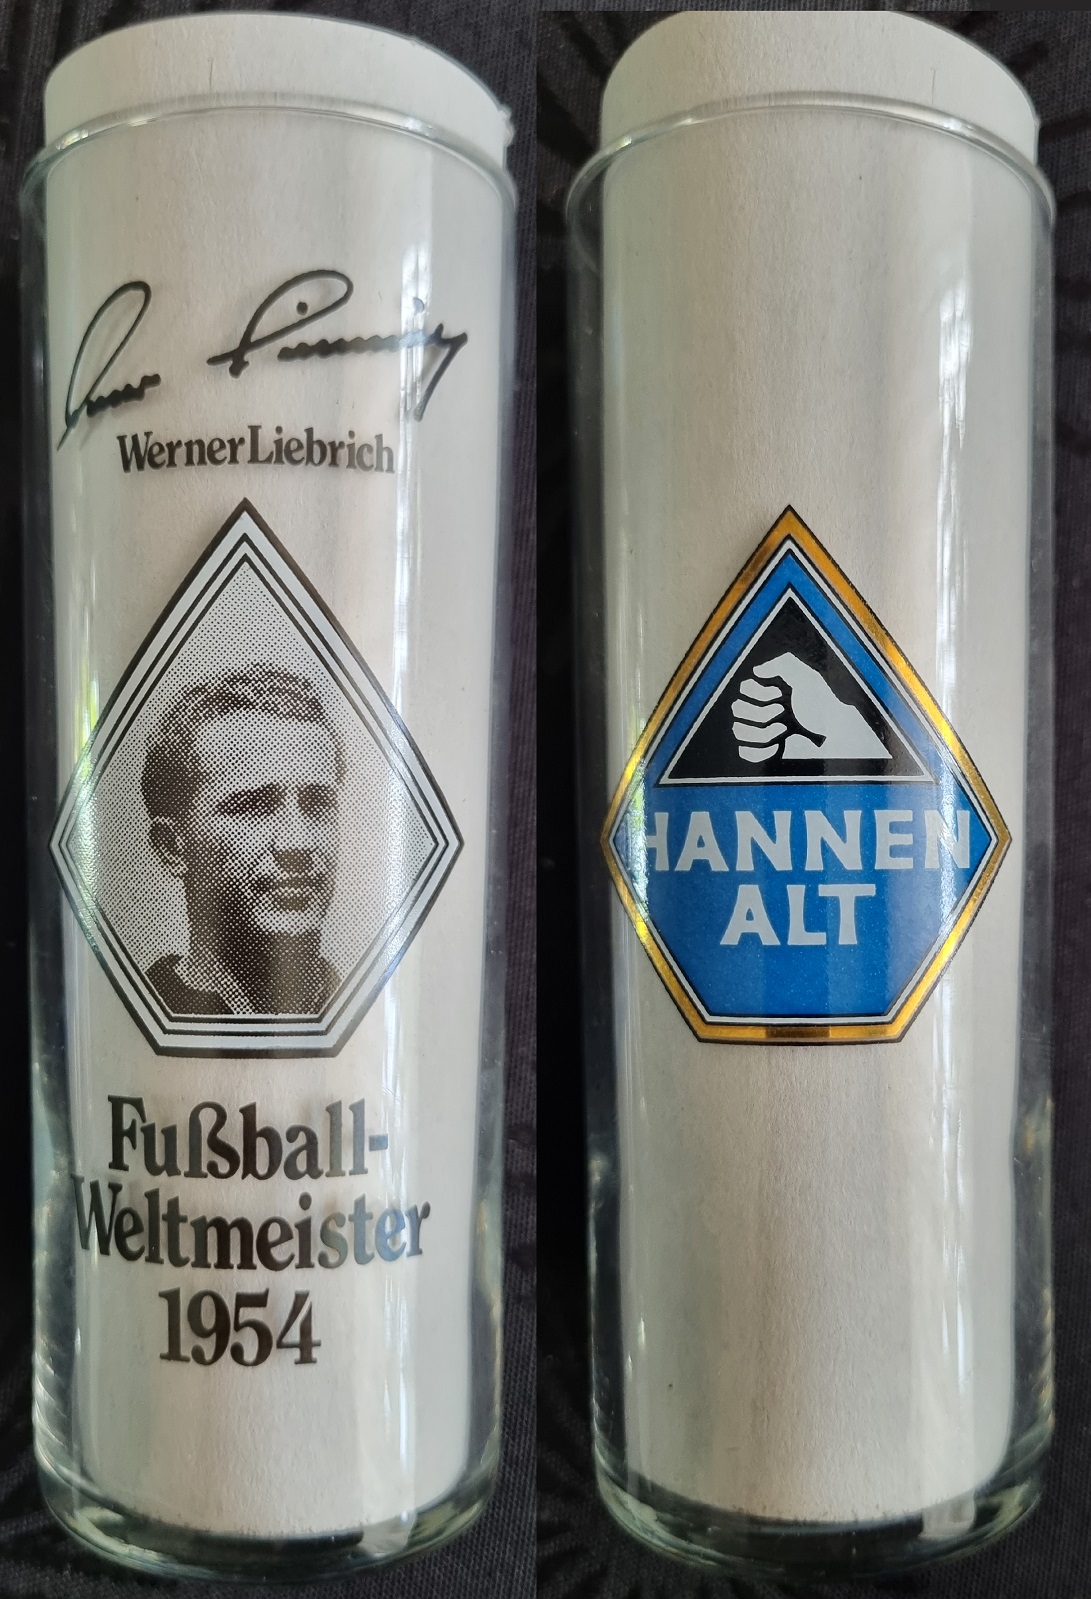 Werner Liebrich
Fußball-
Weltmeister
1954
HANNEN
ALT